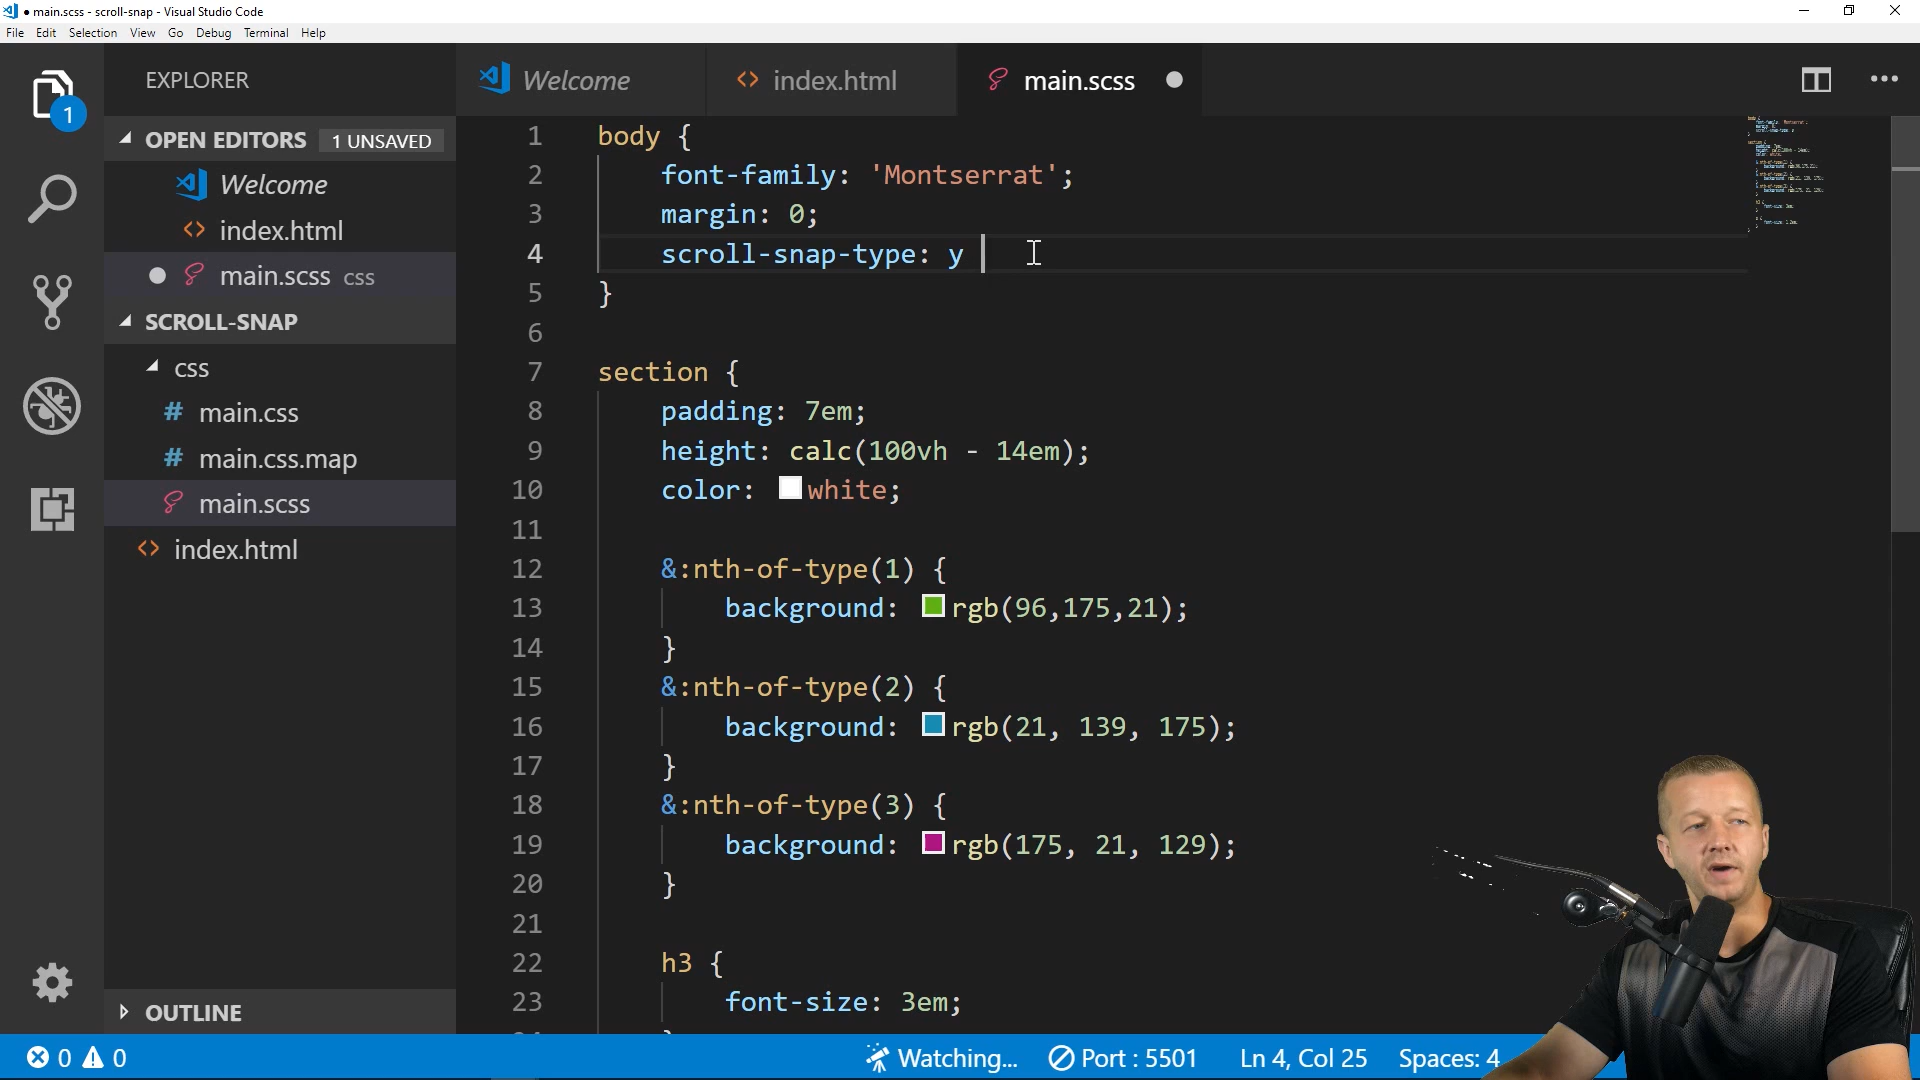 main.scss - scroll-snap - Visual Studio Code
File Edit Selection View Go Debug Terminal Help
EXPLORER
Welcome
index.html
main.scss
1
OPEN EDITORS 1 UNSAVED
Welcome
index.html
main.scss css
SCROLL-SNAP
css
# main.css
# main.css.map
main.scss
index.html
OUTLINE
1 body {
2 font-family: 'Montserrat';
3 margin: 0;
4 scroll-snap-type: y
5 }
6
7 section {
8 padding: 7em;
9 height: calc(100vh - 14em);
10 color: white;
11
12 &:nth-of-type(1) {
13 background: rgb(96,175,21);
14 }
15 &:nth-of-type(2) {
16 background: rgb(21, 139, 175);
17 }
18 &:nth-of-type(3) {
19 background: rgb(175, 21, 129);
20 }
21
22 h3 {
23 font-size: 3em;
0 0 Watching... Port : 5501 Ln 4, Col 25 Spaces: 4